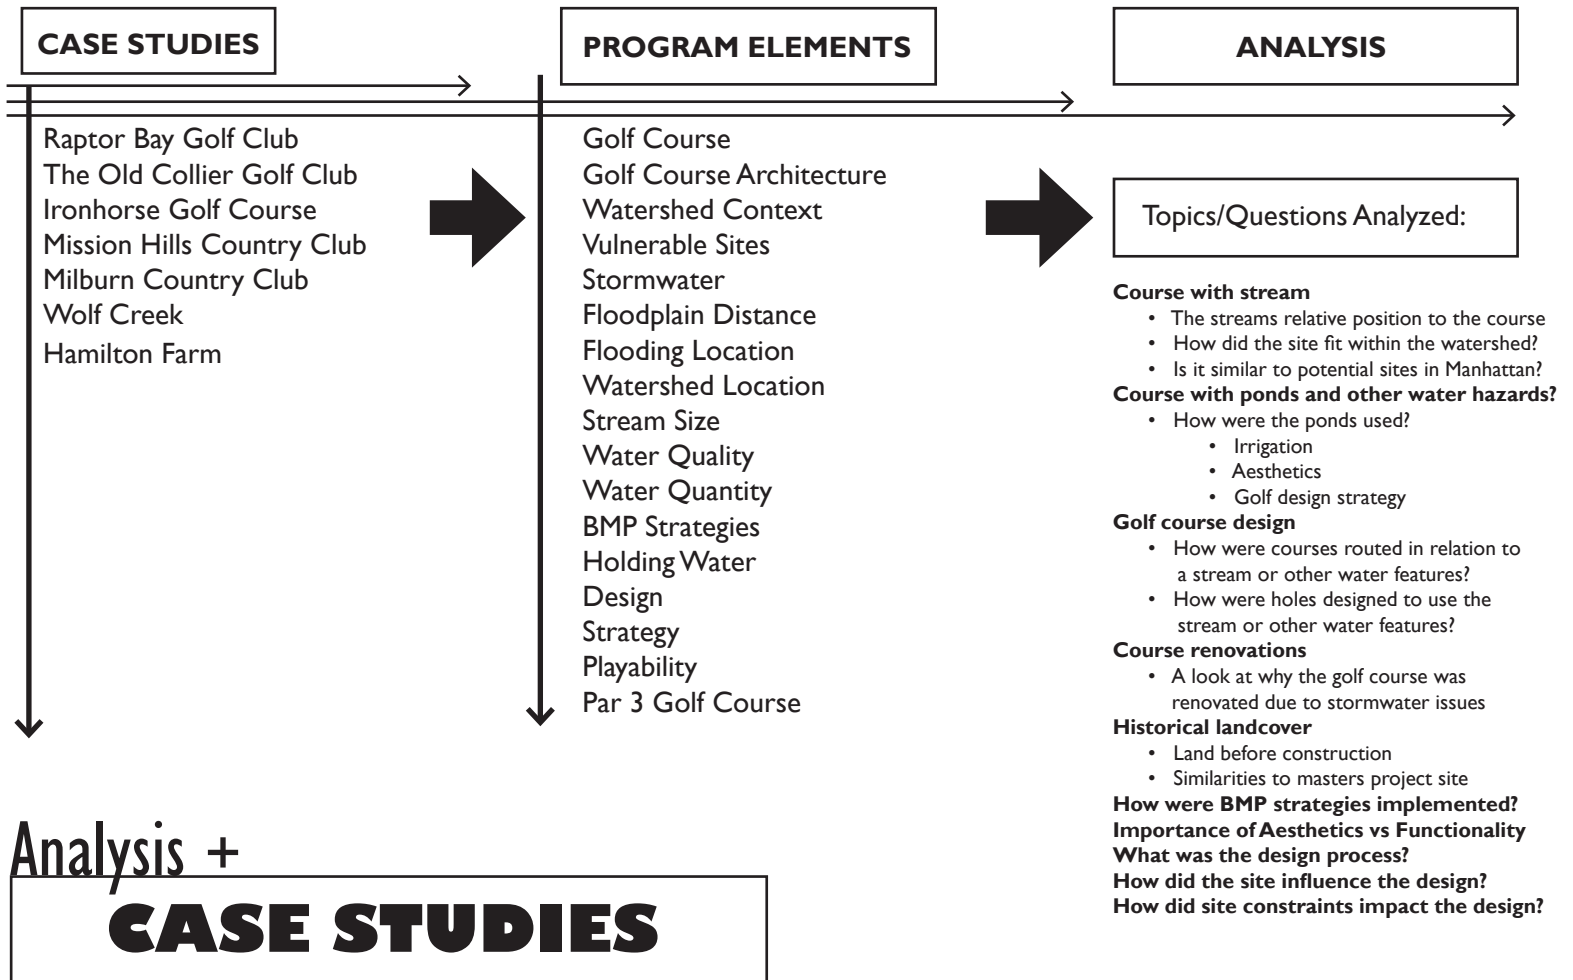 CASE STUDIES
Raptor Bay Golf Club
The Old Collier Golf Club
Ironhorse Golf Course
Mission Hills Country Club
Milburn Country Club
Wolf Creek
Hamilton Farm
PROGRAM ELEMENTS
Golf Course
Golf Course Architecture
Watershed Context
Vulnerable Sites
Stormwater
Floodplain Distance
Flooding Location
Watershed Location
Stream Size
Water Quality
Water Quantity
BMP Strategies
Holding Water
Design
Strategy
Playability
Par 3 Golf Course
ANALYSIS
Topics/Questions Analyzed:
Course with stream
• The streams relative position to the course
• How did the site fit within the watershed?
• Is it similar to potential sites in Manhattan?
Course with ponds and other water hazards?
• How were the ponds used?
• Irrigation
• Aesthetics
• Golf design strategy
Golf course design
• How were courses routed in relation to
a stream or other water features?
• How were holes designed to use the
stream or other water features?
Course renovations
• A look at why the golf course was
renovated due to stormwater issues
Historical landcover
• Land before construction
• Similarities to masters project site
How were BMP strategies implemented?
Importance of Aesthetics vs Functionality
What was the design process?
How did the site influence the design?
How did site constraints impact the design?
Analysis +
CASE STUDIES